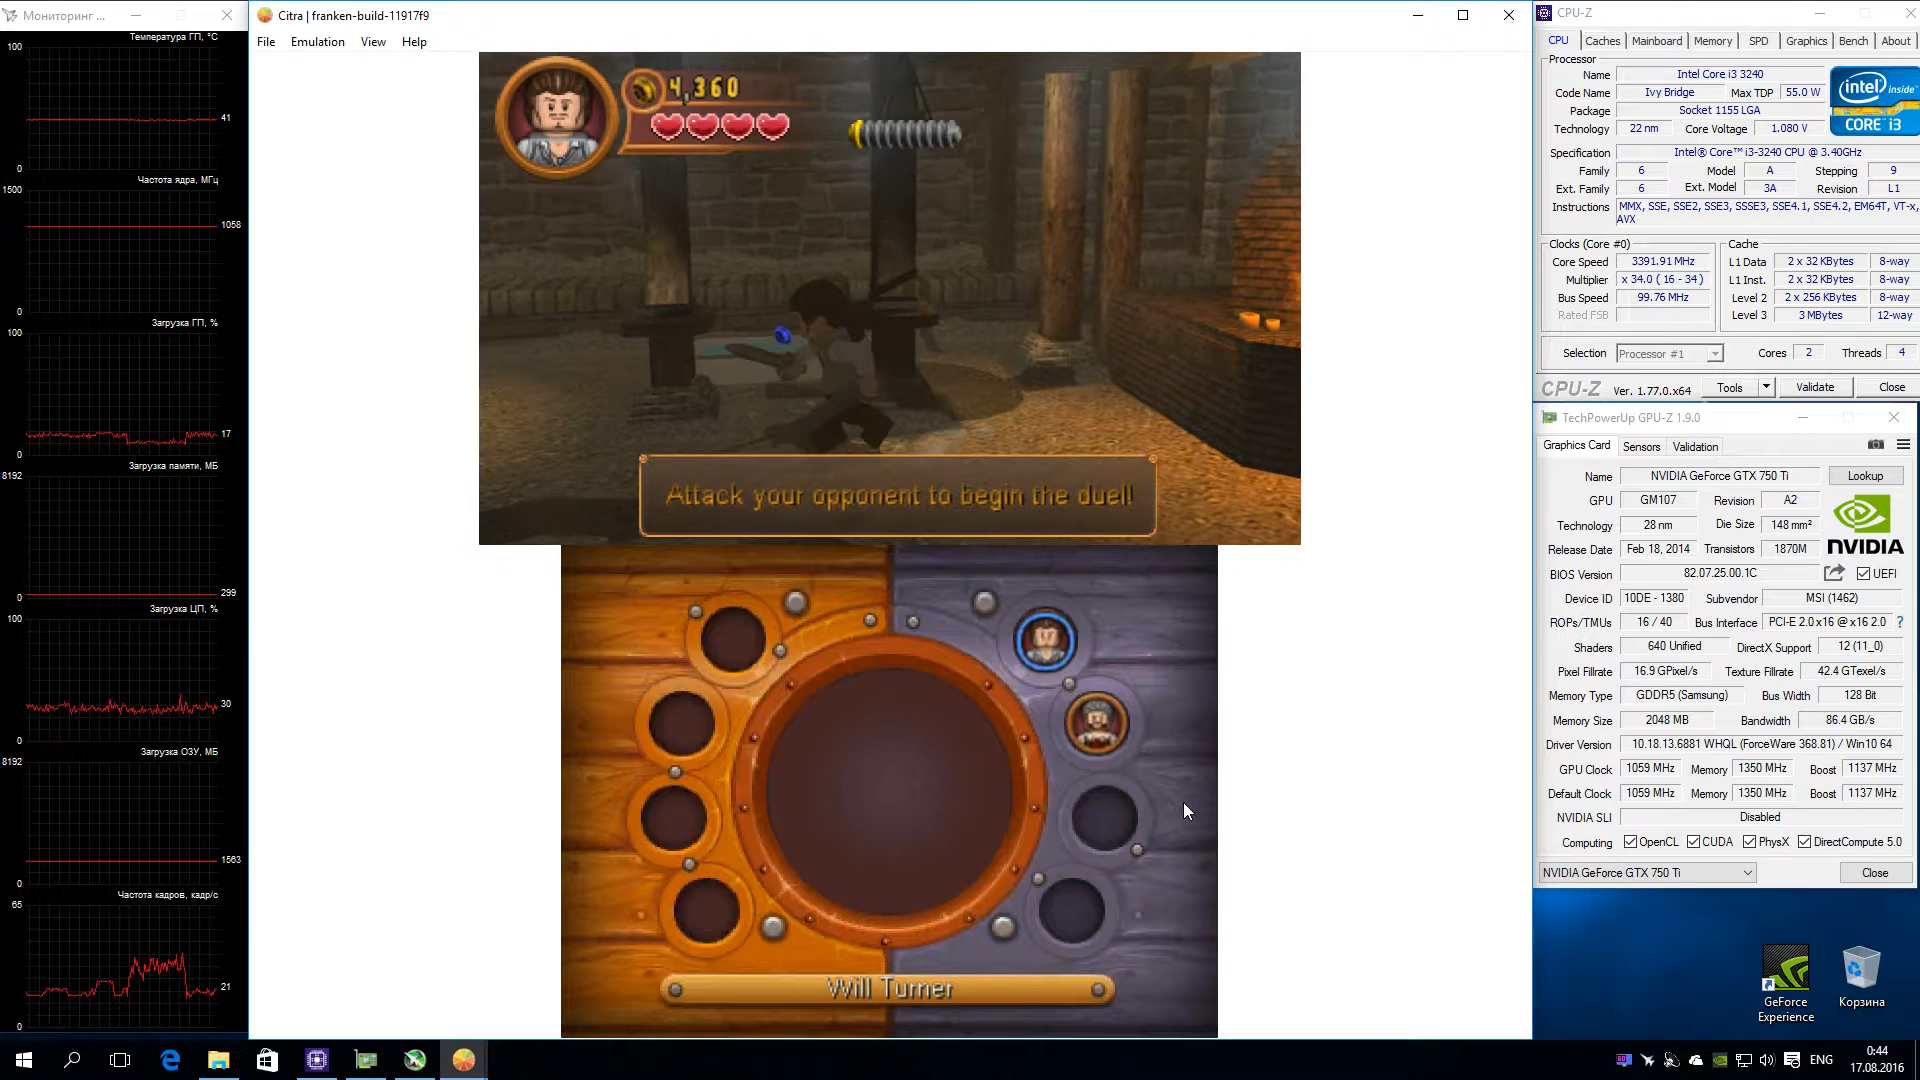 Мониторинг ...
Температура ГП, °C
100
41
0
Частота ядра, МГц
1500
1058
0
Загрузка ГП, %
100
17
0
Загрузка памяти, МБ
8192
299
0
Загрузка ЦП, %
100
30
0
Загрузка ОЗУ, МБ
8192
1563
0
Частота кадров, кадр/с
65
21
0
Citra | franken-build-11917f9
File Emulation View Help
4,360
Attack your opponent to begin the duel!
Will Turner
CPU-Z
CPU Caches Mainboard Memory SPD Graphics Bench About
Processor
Name Intel Core i3 3240
Code Name Ivy Bridge Max TDP 55.0 W
Package Socket 1155 LGA
Technology 22 nm Core Voltage 1.080 V
intel inside
CORE i3
Specification Intel® Core™ i3-3240 CPU @ 3.40GHz
Family 6 Model A Stepping 9
Ext. Family 6 Ext. Model 3A Revision L1
Instructions MMX, SSE, SSE2, SSE3, SSSE3, SSE4.1, SSE4.2, EM64T, VT-x,
AVX
Clocks (Core #0)
Core Speed 3391.91 MHz
Multiplier x 34.0 ( 16 - 34 )
Bus Speed 99.76 MHz
Rated FSB
Cache
L1 Data 2 x 32 KBytes 8-way
L1 Inst. 2 x 32 KBytes 8-way
Level 2 2 x 256 KBytes 8-way
Level 3 3 MBytes 12-way
Selection Processor #1 Cores 2 Threads 4
CPU-Z Ver. 1.77.0.x64 Tools Validate Close
TechPowerUp GPU-Z 1.9.0
Graphics Card Sensors Validation
Name NVIDIA GeForce GTX 750 Ti Lookup
GPU GM107 Revision A2
Technology 28 nm Die Size 148 mm²
Release Date Feb 18, 2014 Transistors 1870M
NVIDIA
BIOS Version 82.07.25.00.1C UEFI
Device ID 10DE - 1380 Subvendor MSI (1462)
ROPs/TMUs 16 / 40 Bus Interface PCI-E 2.0 x16 @ x16 2.0 ?
Shaders 640 Unified DirectX Support 12 (11_0)
Pixel Fillrate 16.9 GPixel/s Texture Fillrate 42.4 GTexel/s
Memory Type GDDR5 (Samsung) Bus Width 128 Bit
Memory Size 2048 MB Bandwidth 86.4 GB/s
Driver Version 10.18.13.6881 WHQL (ForceWare 368.81) / Win10 64
GPU Clock 1059 MHz Memory 1350 MHz Boost 1137 MHz
Default Clock 1059 MHz Memory 1350 MHz Boost 1137 MHz
NVIDIA SLI Disabled
Computing OpenCL CUDA PhysX DirectCompute 5.0
NVIDIA GeForce GTX 750 Ti Close
GeForce
Experience
Корзина
ENG
0:44
17.08.2016